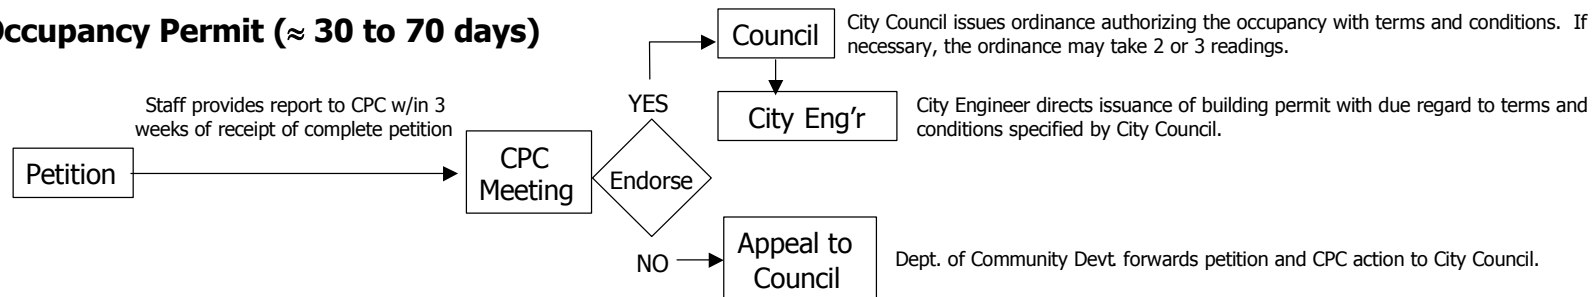 ccupancy Permit (≈ 30 to 70 days)
Council
City Council issues ordinance authorizing the occupancy with terms and conditions. If
necessary, the ordinance may take 2 or 3 readings.
Staff provides report to CPC w/in 3
weeks of receipt of complete petition
YES
City Eng'r
City Engineer directs issuance of building permit with due regard to terms and
conditions specified by City Council.
Petition
CPC
Meeting
Endorse
NO
Appeal to
Council
Dept. of Community Devt. forwards petition and CPC action to City Council.